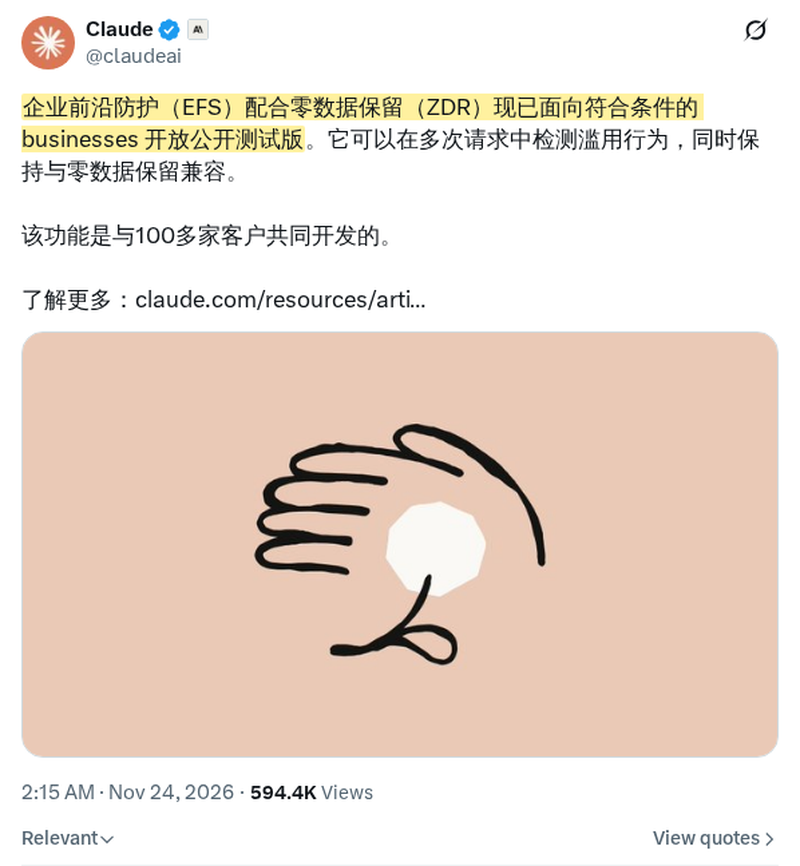 Claude
@claudeai
企业前沿防护（EFS）配合零数据保留（ZDR）现已面向符合条件的
businesses 开放公开测试版。它可以在多次请求中检测滥用行为，同时保
持与零数据保留兼容。
该功能是与100多家客户共同开发的。
了解更多：claude.com/resources/arti...
2:15 AM · Nov 24, 2026 · 594.4K Views
Relevant
View quotes